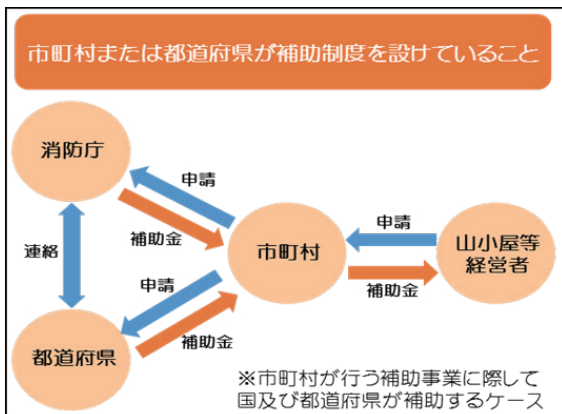 市町村または都道府県が補助制度を設けていること
消防庁
申請
補助金
申請
連絡
市町村
山小屋等
経営者
申請
補助金
補助金
都道府県
※市町村が行う補助事業に際して
国及び都道府県が補助するケース